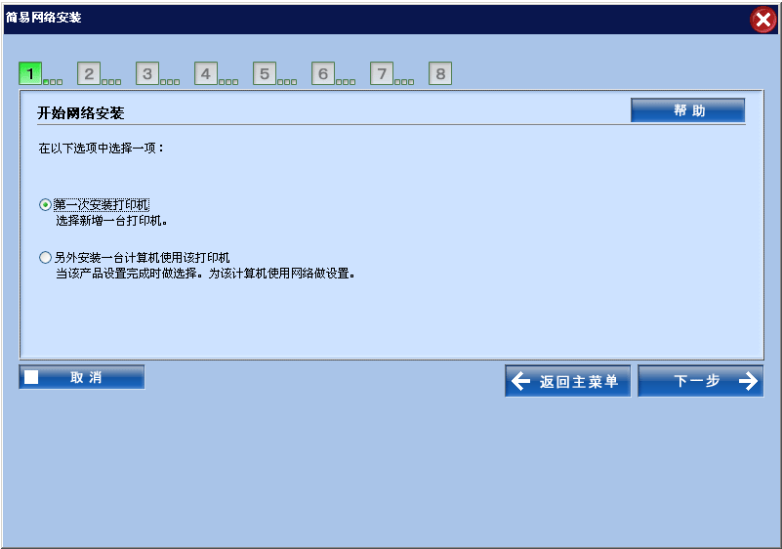 简易网络安装
1 2 3 4 5 6 7 8
开始网络安装
帮 助
在以下选项中选择一项：
第一次安装打印机
选择新增一台打印机。
另外安装一台计算机使用该打印机
当该产品设置完成时做选择。为该计算机使用网络做设置。
取 消
返回主菜单
下一步